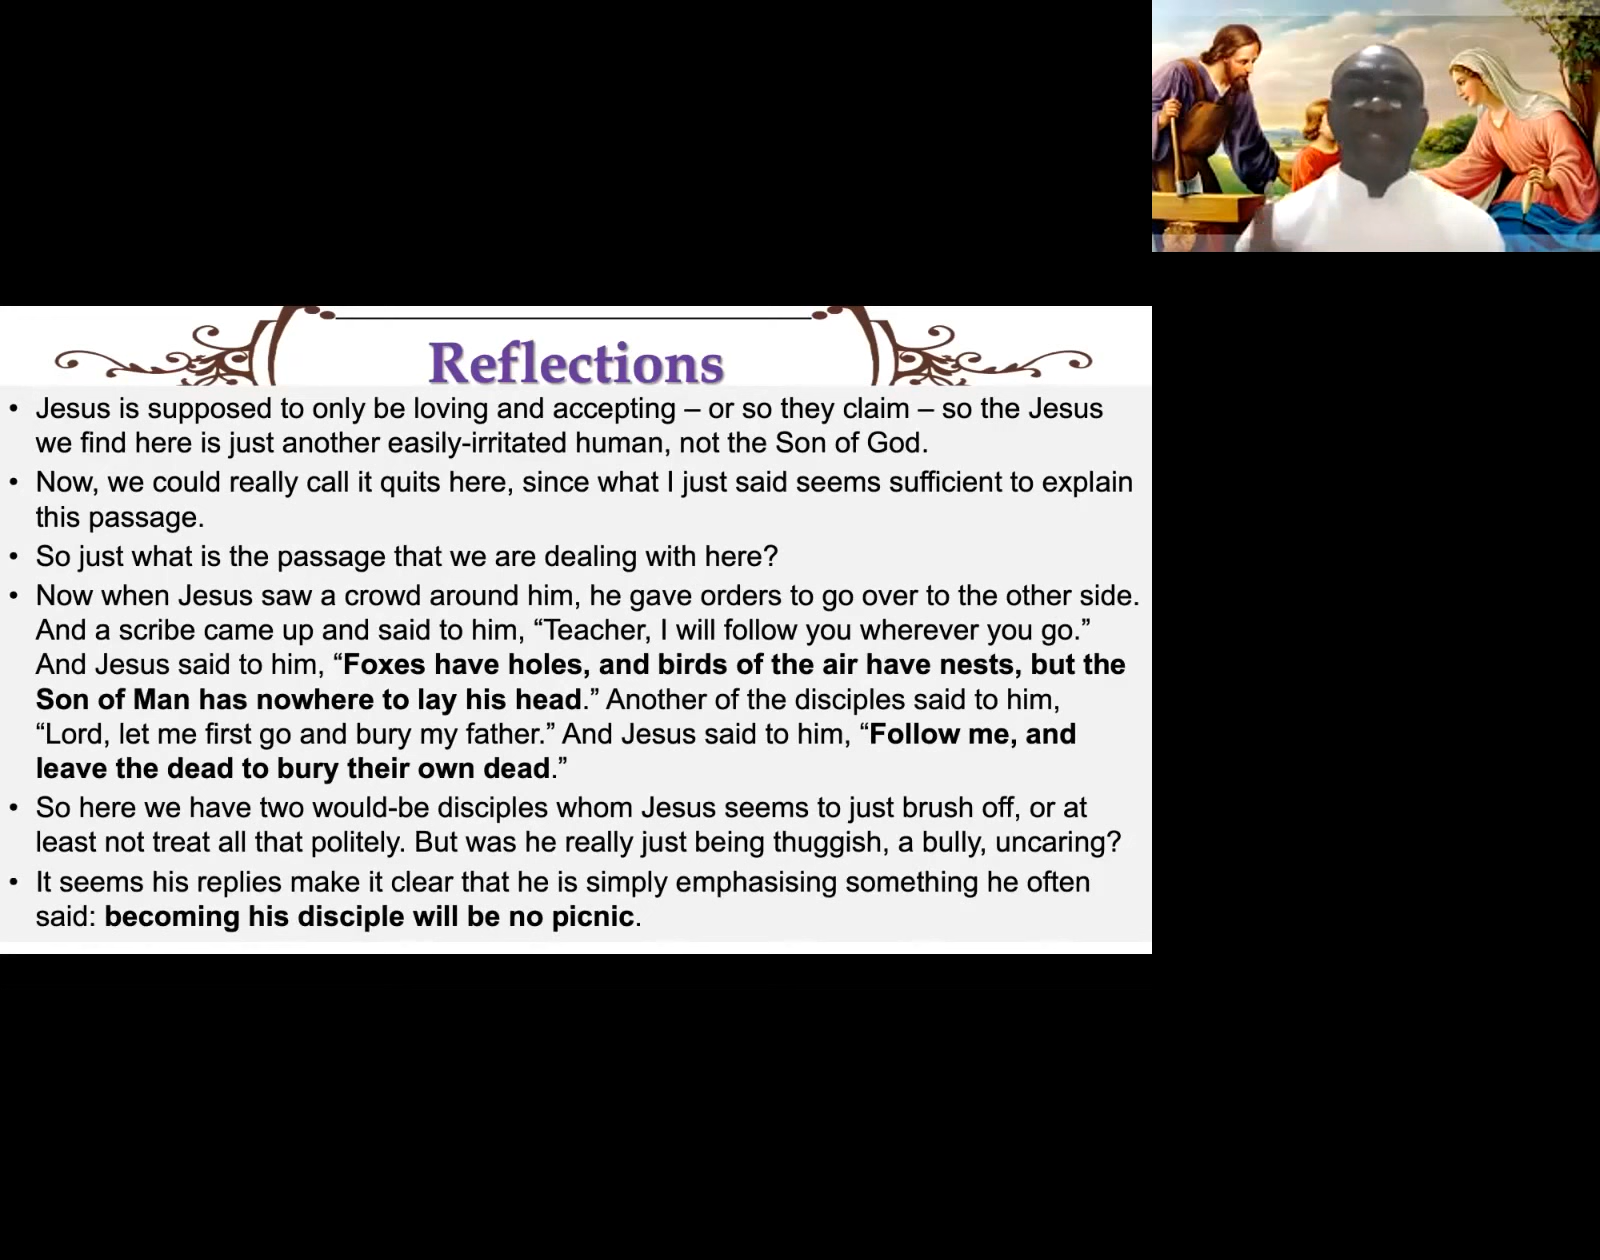 Reflections
• Jesus is supposed to only be loving and accepting – or so they claim – so the Jesus
we find here is just another easily-irritated human, not the Son of God.
• Now, we could really call it quits here, since what I just said seems sufficient to explain
this passage.
• So just what is the passage that we are dealing with here?
• Now when Jesus saw a crowd around him, he gave orders to go over to the other side.
And a scribe came up and said to him, “Teacher, I will follow you wherever you go.”
And Jesus said to him, “Foxes have holes, and birds of the air have nests, but the
Son of Man has nowhere to lay his head.” Another of the disciples said to him,
“Lord, let me first go and bury my father.” And Jesus said to him, “Follow me, and
leave the dead to bury their own dead.”
• So here we have two would-be disciples whom Jesus seems to just brush off, or at
least not treat all that politely. But was he really just being thuggish, a bully, uncaring?
• It seems his replies make it clear that he is simply emphasising something he often
said: becoming his disciple will be no picnic.